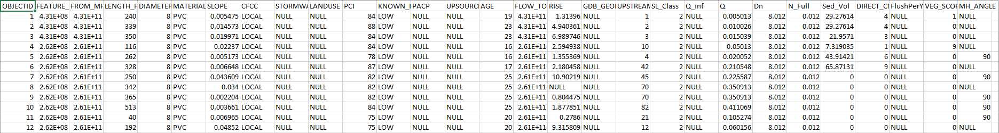 OBJECTID FEATURE_ FROM_MH LENGTH_F DIAMETER MATERIAL SLOPE CFCC STORMWA LANDUSE PCI KNOWN_I PACP UPSOURCE AGE FLOW_TO RISE GDB_GEO UPSTREAM SL_Class Q_inf Q Dn N_Full Sed_Vol DIRECT_CN FlushPerY VEG_SCOR MH_ANGLE
1 4.31E+08 4.31E+11 240 8 PVC 0.005475 LOCAL NULL NULL 84 LOW NULL NULL 19 4.31E+11 1.31396 NULL 1 2 NULL 0.005013 8.012 0.012 29.27614 4 NULL 1 NULL
2 4.31E+08 4.31E+11 339 8 PVC 0.014573 LOCAL NULL NULL 88 LOW NULL NULL 23 4.31E+11 4.940361 NULL 2 2 NULL 0.010026 8.012 0.012 29.27614 4 NULL 0 NULL
3 4.31E+08 4.31E+11 350 8 PVC 0.019971 LOCAL NULL NULL 84 LOW NULL NULL 23 4.31E+11 6.989746 NULL 3 2 NULL 0.015039 8.012 0.012 21.9571 3 NULL 0 NULL
4 2.62E+08 2.61E+11 116 8 PVC 0.02237 LOCAL NULL NULL 84 LOW NULL NULL 16 2.61E+11 2.594938 NULL 10 2 NULL 0.05013 8.012 0.012 7.319035 1 NULL 9 NULL
5 2.62E+08 2.61E+11 262 8 PVC 0.005173 LOCAL NULL NULL 78 LOW NULL NULL 16 2.61E+11 1.355369 NULL 4 2 NULL 0.020052 8.012 0.012 43.91421 6 NULL 0 90
6 2.62E+08 2.61E+11 328 8 PVC 0.006648 LOCAL NULL NULL 87 LOW NULL NULL 17 2.61E+11 2.180458 NULL 42 2 NULL 0.210548 8.012 0.012 65.87131 9 NULL 0 NULL
7 2.62E+08 2.61E+11 250 8 PVC 0.043609 LOCAL NULL NULL 82 LOW NULL NULL 25 2.61E+11 10.90219 NULL 45 2 NULL 0.225587 8.012 0.012 0 0 NULL 0 90
8 2.62E+08 2.61E+11 342 8 PVC 0.034 LOCAL NULL NULL 82 LOW NULL NULL 25 2.61E+11 NULL NULL 70 2 NULL 0.350913 8.012 0.012 0 0 NULL 0 NULL
9 2.62E+08 2.61E+11 365 8 PVC 0.002204 LOCAL NULL NULL 82 LOW NULL NULL 25 2.61E+11 0.804475 NULL 70 2 NULL 0.350913 8.012 0.012 0 0 NULL 0 90
10 2.62E+08 2.61E+11 513 8 PVC 0.003661 LOCAL NULL NULL 84 LOW NULL NULL 25 2.61E+11 1.877851 NULL 82 2 NULL 0.411069 8.012 0.012 0 0 NULL 0 90
11 2.62E+08 2.61E+11 40 8 PVC 0.006965 LOCAL NULL NULL 75 LOW NULL NULL 20 2.61E+11 0.2786 NULL 21 2 NULL 0.105274 8.012 0.012 0 0 NULL 0 90
12 2.62E+08 2.61E+11 192 8 PVC 0.04852 LOCAL NULL NULL 75 LOW NULL NULL 20 2.61E+11 9.315809 NULL 12 2 NULL 0.060156 8.012 0.012 0 0 NULL 0 NULL